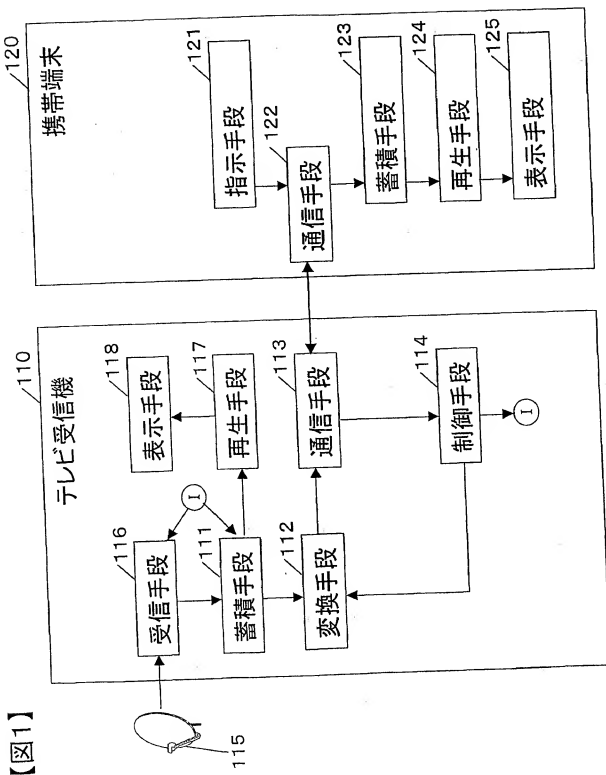 【図1】
110
テレビ受信機
115
116
受信手段
I
111
蓄積手段
112
変換手段
118
表示手段
117
再生手段
113
通信手段
114
制御手段
I
120
携帯端末
121
指示手段
122
通信手段
123
蓄積手段
124
再生手段
125
表示手段